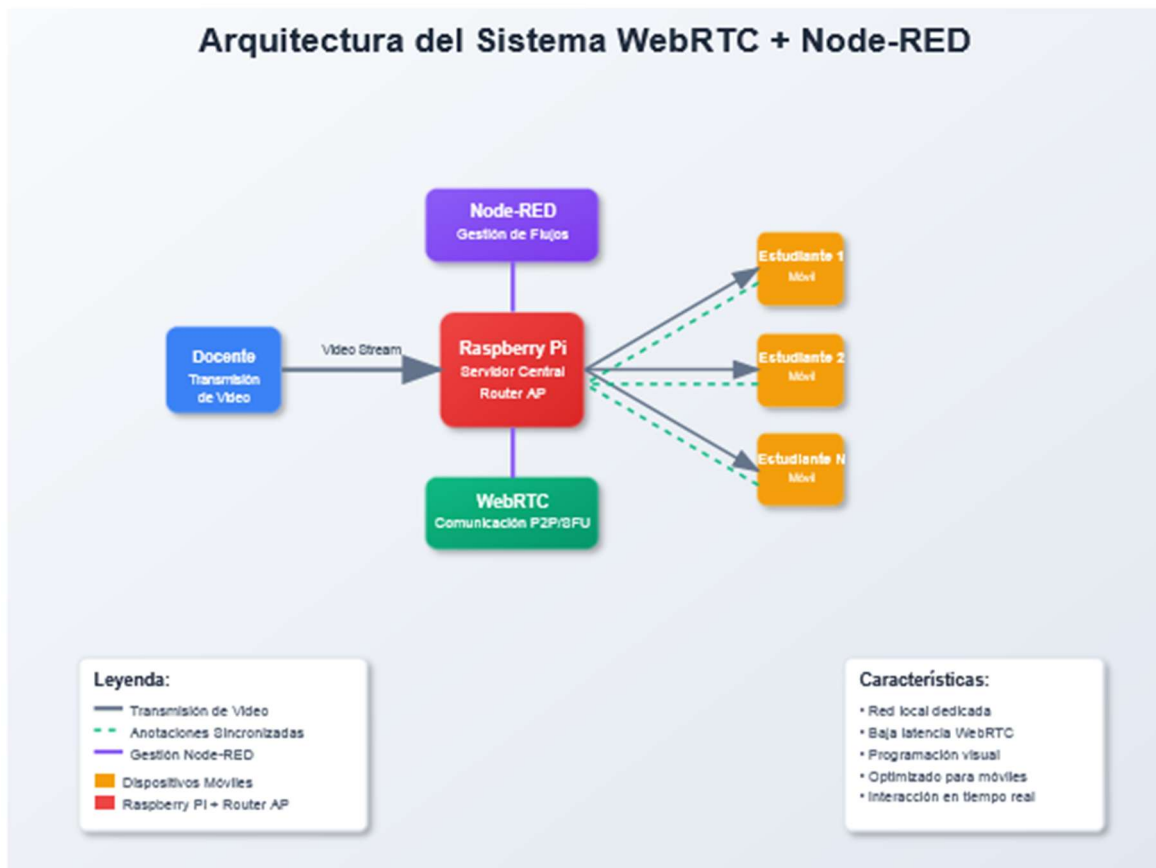 Arquitectura del Sistema WebRTC + Node-RED
Node-RED
Gestión de Flujos
Estudiante 1
Móvil
Docente
Transmisión
de Video
Video Stream
Raspberry Pi
Servidor Central
Router AP
Estudiante 2
Móvil
Estudiante N
Móvil
WebRTC
Comunicación P2P/SFU
Leyenda:
Transmisión de Video
Anotaciones Sincronizadas
Gestión Node-RED
Dispositivos Móviles
Raspberry Pi + Router AP
Características:
• Red local dedicada
• Baja latencia WebRTC
• Programación visual
• Optimizado para móviles
• Interacción en tiempo real